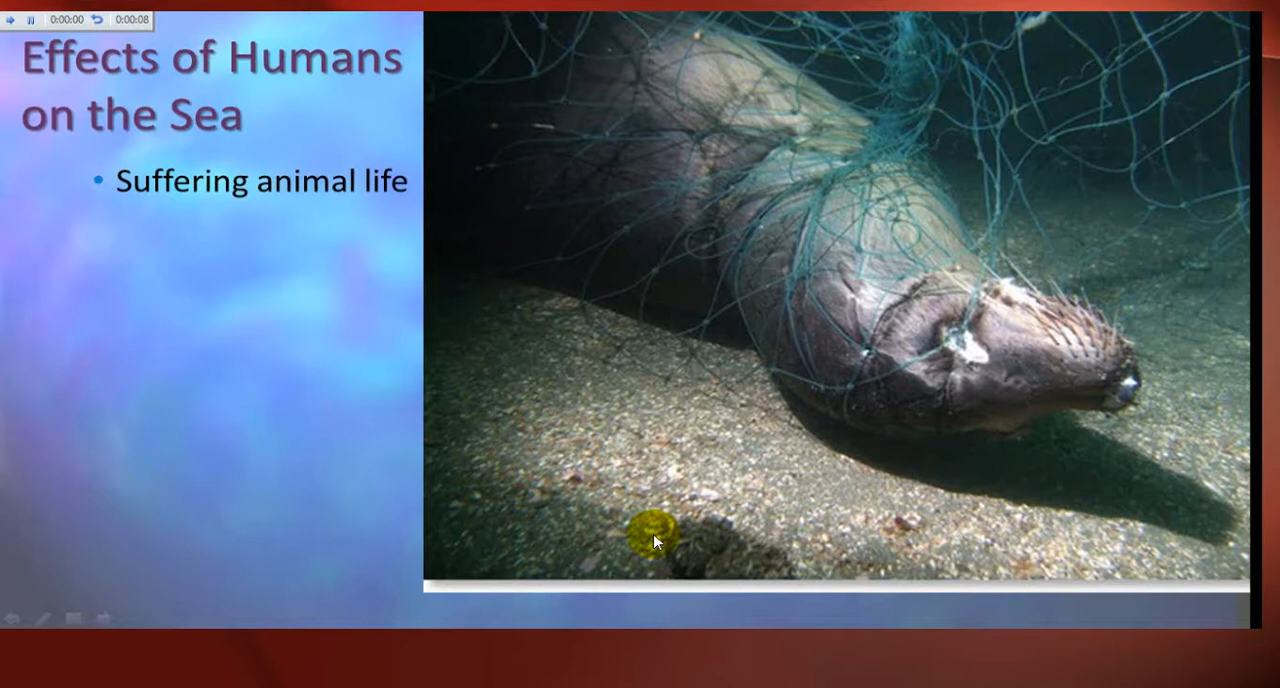 0:00:00 0:00:08
Effects of Humans
on the Sea
• Suffering animal life